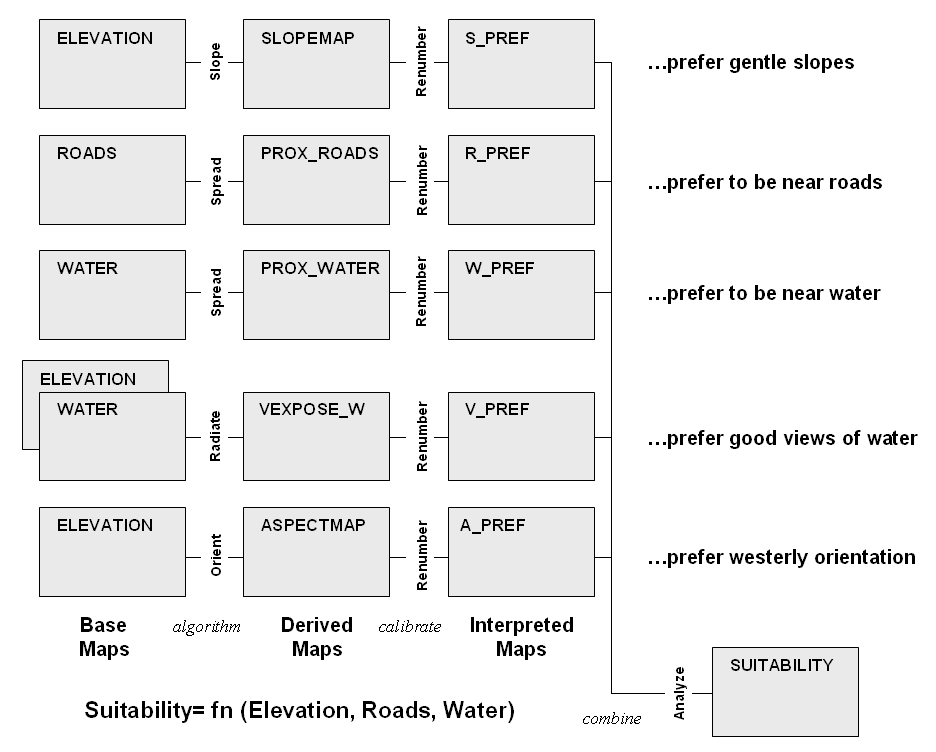 ELEVATION
Slope
SLOPEMAP
Renumber
S_PREF
…prefer gentle slopes
ROADS
Spread
PROX_ROADS
Renumber
R_PREF
…prefer to be near roads
WATER
Spread
PROX_WATER
Renumber
W_PREF
…prefer to be near water
ELEVATION
WATER
Radiate
VEXPOSE_W
Renumber
V_PREF
…prefer good views of water
ELEVATION
Orient
ASPECTMAP
Renumber
A_PREF
…prefer westerly orientation
Base
Maps
algorithm
Derived
Maps
calibrate
Interpreted
Maps
Suitability= fn (Elevation, Roads, Water)
combine
Analyze
SUITABILITY